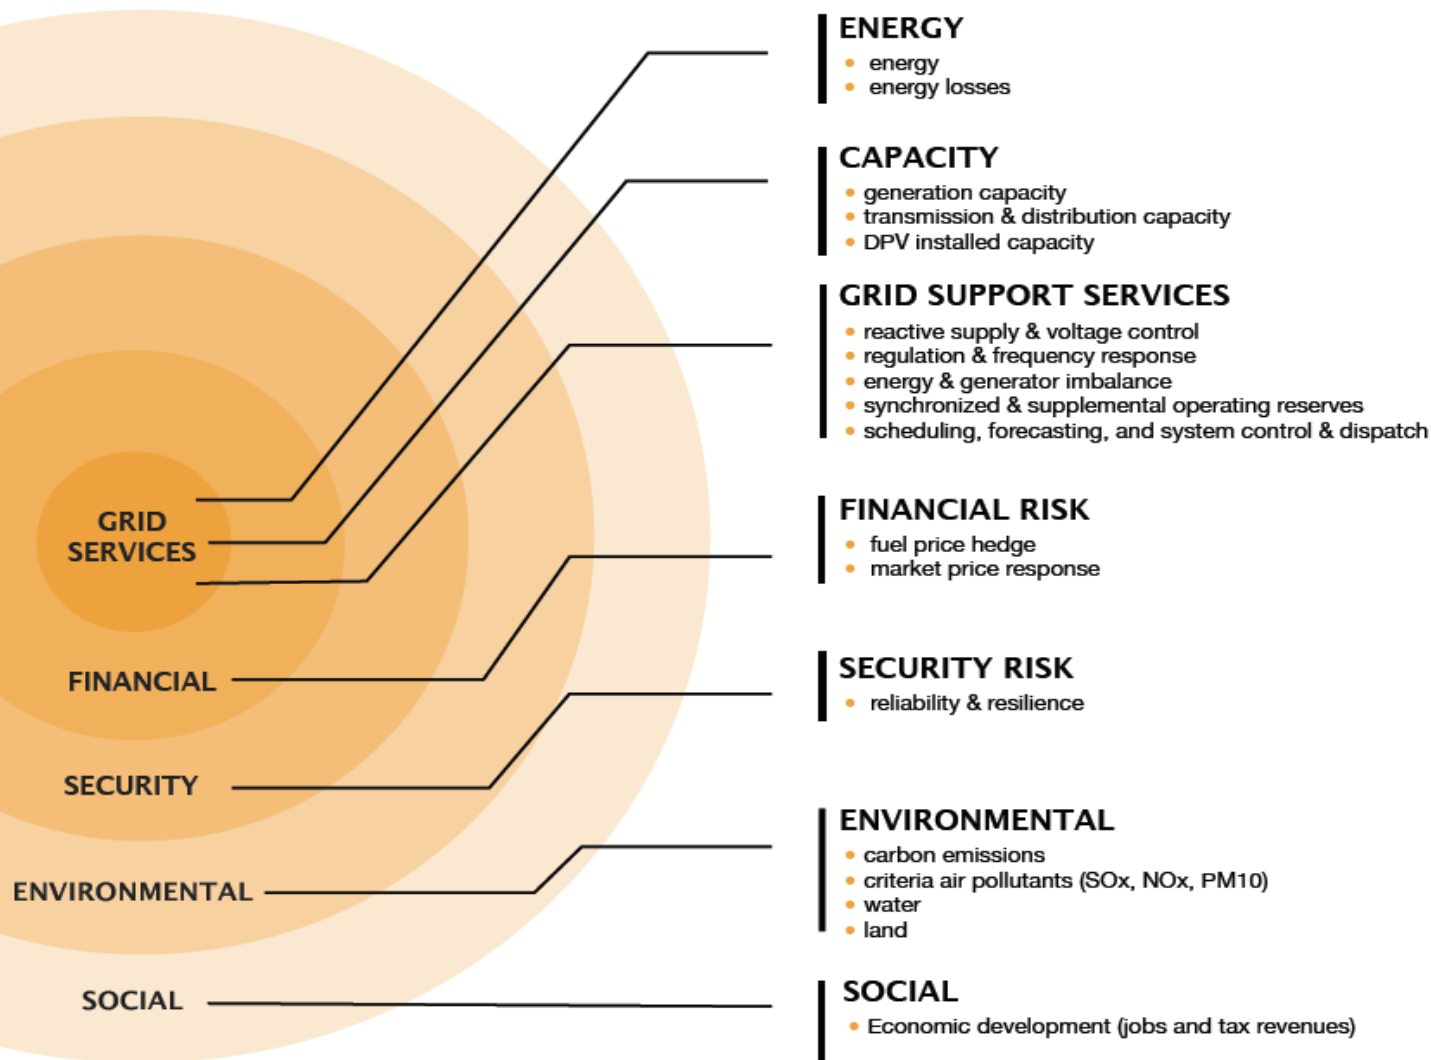 GRID
SERVICES
FINANCIAL
SECURITY
ENVIRONMENTAL
SOCIAL
ENERGY
• energy
• energy losses
CAPACITY
• generation capacity
• transmission & distribution capacity
• DPV installed capacity
GRID SUPPORT SERVICES
• reactive supply & voltage control
• regulation & frequency response
• energy & generator imbalance
• synchronized & supplemental operating reserves
• scheduling, forecasting, and system control & dispatch
FINANCIAL RISK
• fuel price hedge
• market price response
SECURITY RISK
• reliability & resilience
ENVIRONMENTAL
• carbon emissions
• criteria air pollutants (SOx, NOx, PM10)
• water
• land
SOCIAL
• Economic development (jobs and tax revenues)